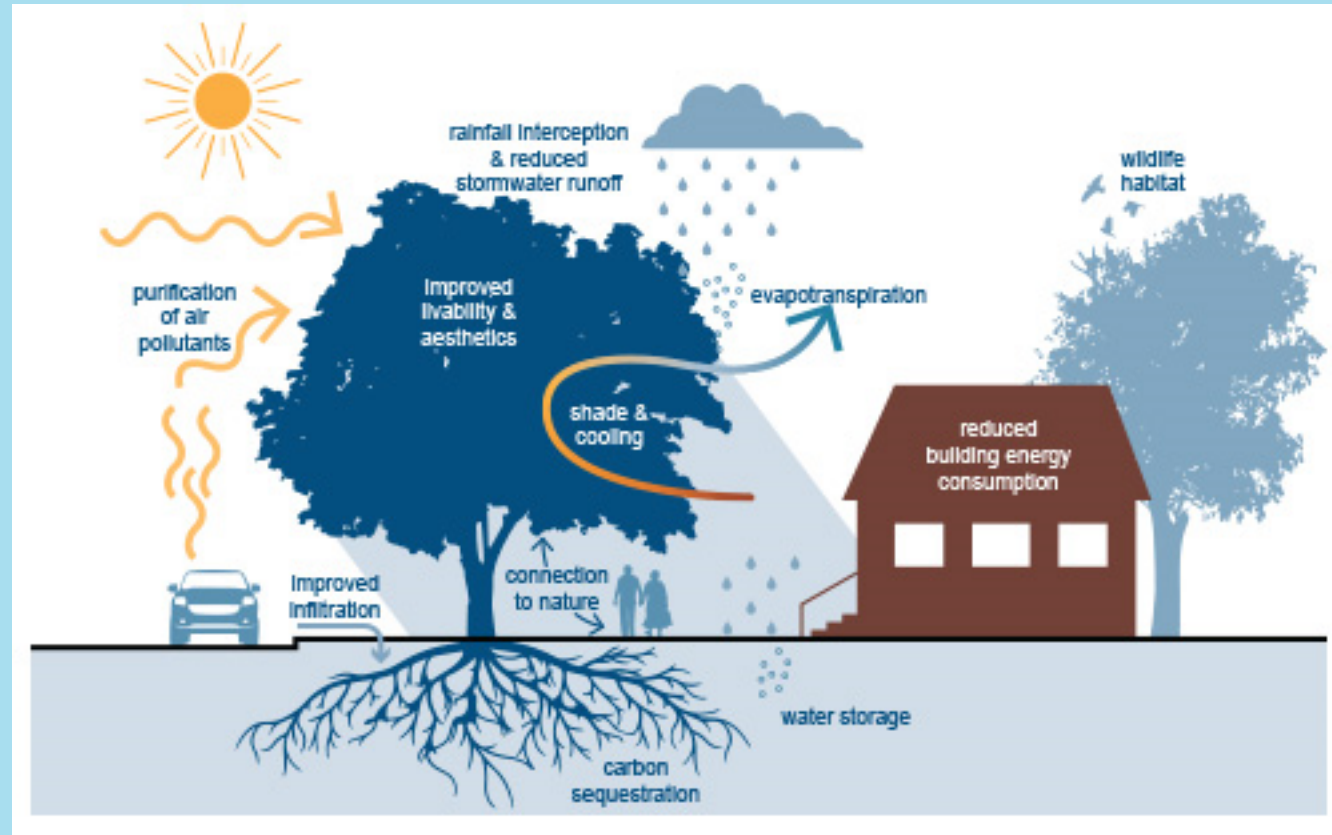 rainfall interception
& reduced
stormwater runoff
wildlife
habitat
purification
of air
pollutants
improved
livability &
aesthetics
evapotranspiration
shade &
cooling
reduced
building energy
consumption
improved
infiltration
connection
to nature
water storage
carbon
sequestration